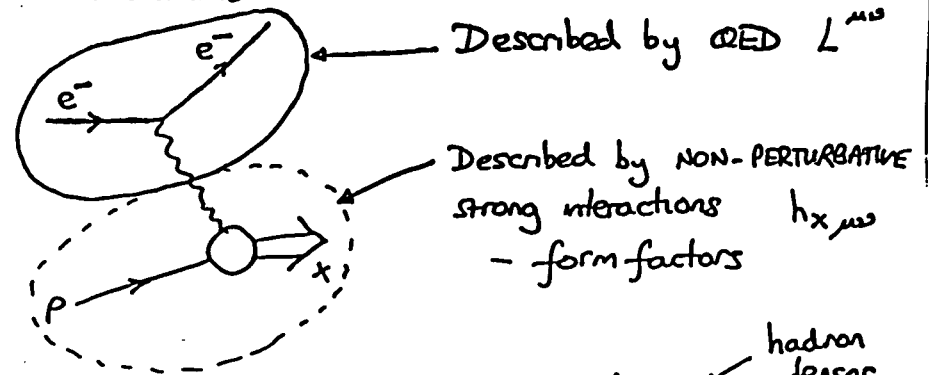 e⁻
e⁻
Described by QED L^μν
Described by NON-PERTURBATIVE
strong interactions h_x μν
- form factors
p
x
hadron
tensor